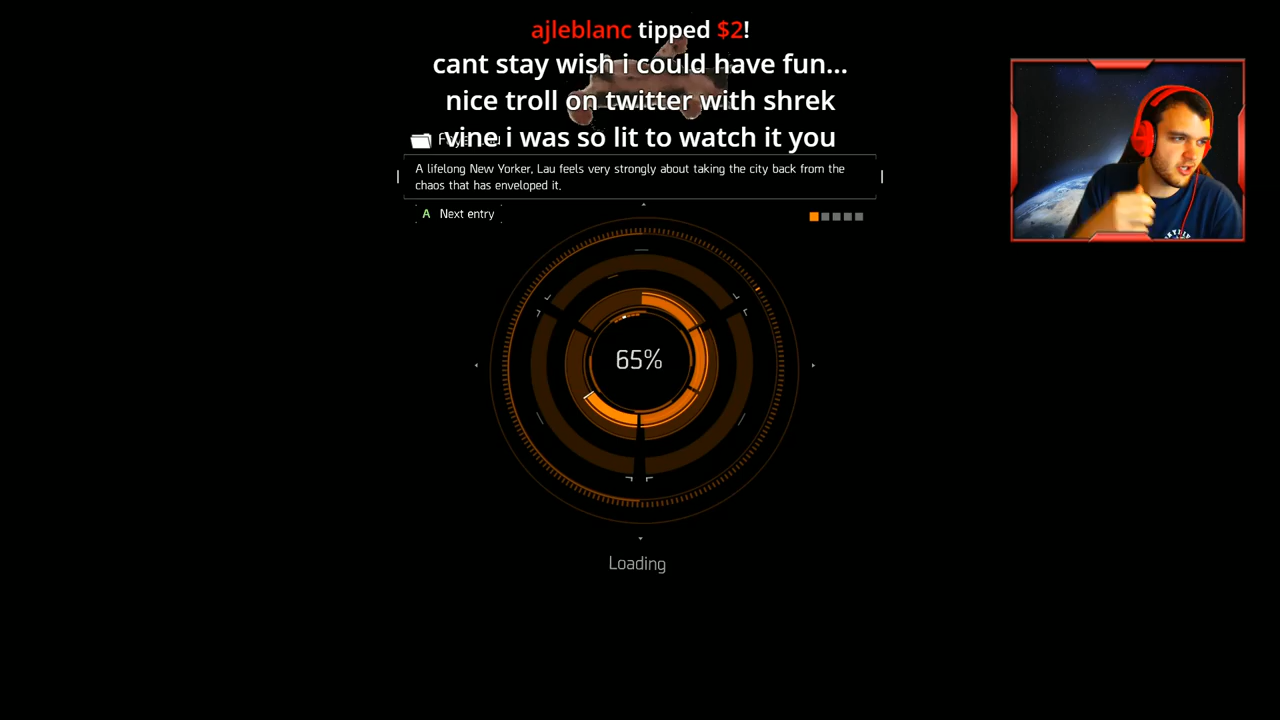 ajleblanc tipped $2!
cant stay wish i could have fun...
nice troll on twitter with shrek
vine i was so lit to watch it you
A lifelong New Yorker, Lau feels very strongly about taking the city back from the
chaos that has enveloped it.
A Next entry
65%
Loading